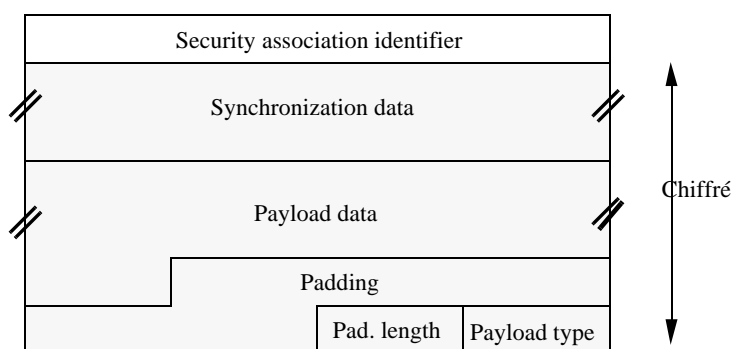 Security association identifier
Synchronization data
Chiffré
Payload data
Padding
Pad. length
Payload type